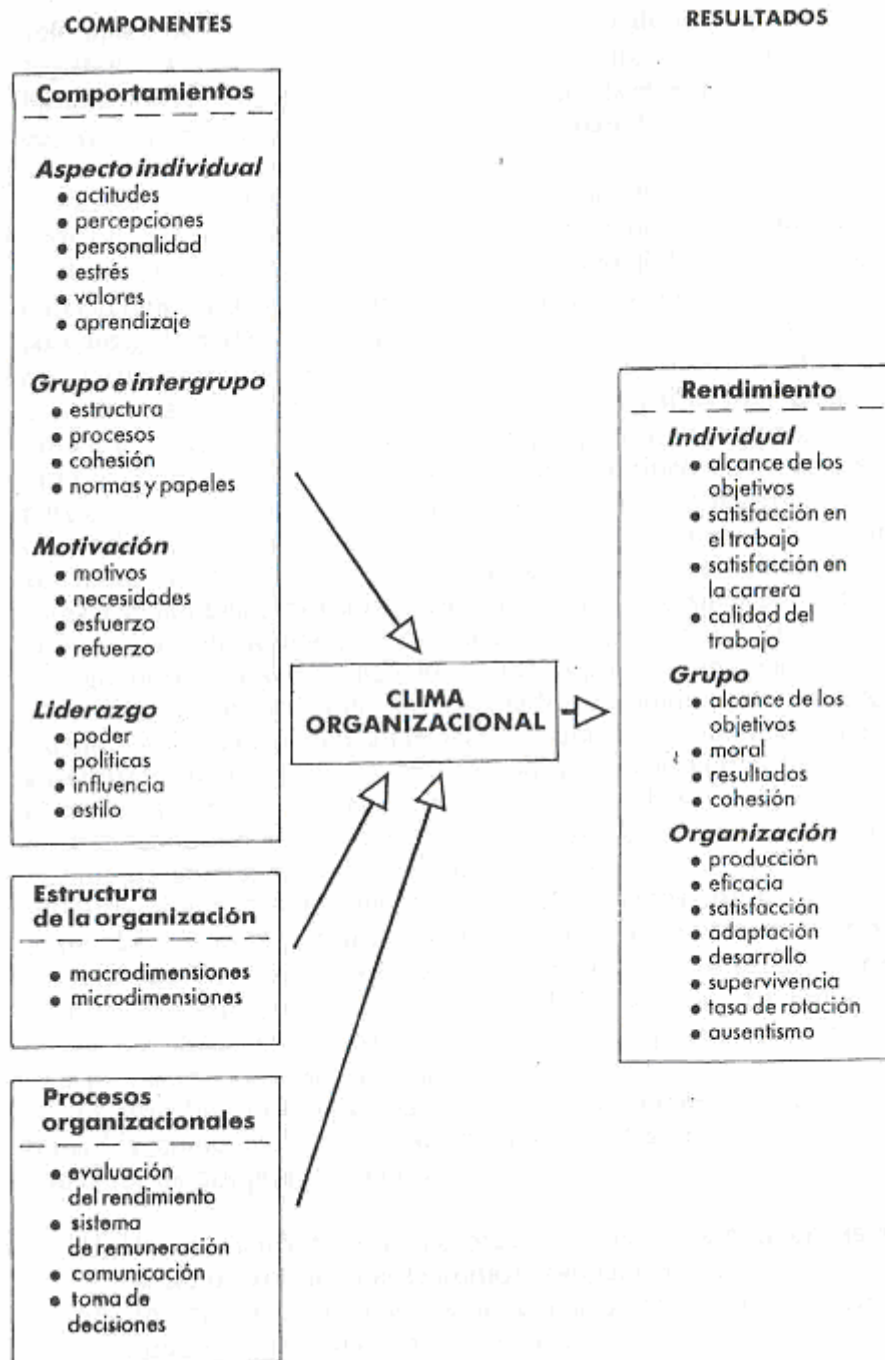 COMPONENTES
Comportamientos
Aspecto individual
• actitudes
• percepciones
• personalidad
• estrés
• valores
• aprendizaje
Grupo e intergrupo
• estructura
• procesos
• cohesión
• normas y papeles
Motivación
• motivos
• necesidades
• esfuerzo
• refuerzo
Liderazgo
• poder
• políticas
• influencia
• estilo
Estructura
de la organización
• macrodimensiones
• microdimensiones
Procesos
organizacionales
• evaluación
del rendimiento
• sistema
de remuneración
• comunicación
• toma de
decisiones
CLIMA
ORGANIZACIONAL
RESULTADOS
Rendimiento
Individual
• alcance de los
objetivos
• satisfacción en
el trabajo
• satisfacción en
la carrera
• calidad del
trabajo
Grupo
• alcance de los
objetivos
• moral
• resultados
• cohesión
Organización
• producción
• eficacia
• satisfacción
• adaptación
• desarrollo
• supervivencia
• tasa de rotación
• ausentismo